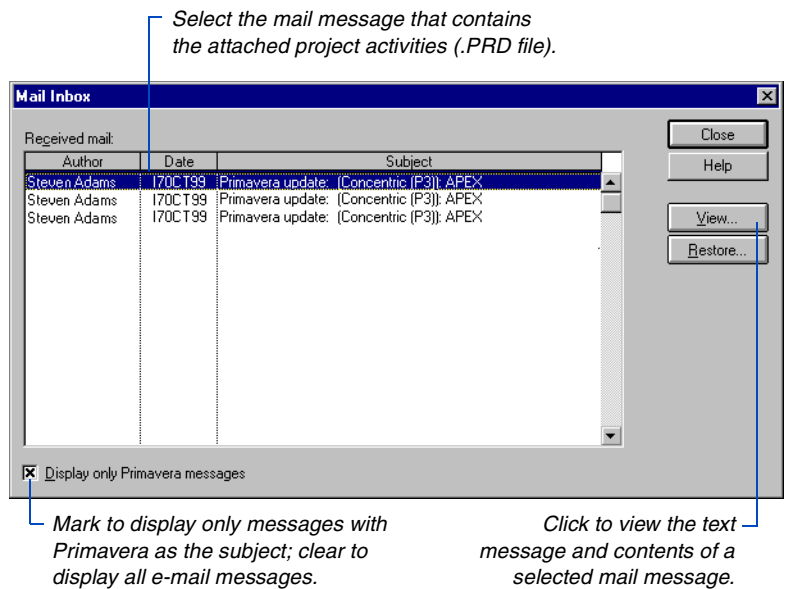 Select the mail message that contains
the attached project activities (.PRD file).
Mail Inbox
Received mail:
Close
Help
View...
Restore...
Author Date Subject
Steven Adams 170CT99 Primavera update: (Concentric (P3)): APEX
Steven Adams 170CT99 Primavera update: (Concentric (P3)): APEX
Steven Adams 170CT99 Primavera update: (Concentric (P3)): APEX
Display only Primavera messages
Mark to display only messages with
Primavera as the subject; clear to
display all e-mail messages.
Click to view the text
message and contents of a
selected mail message.